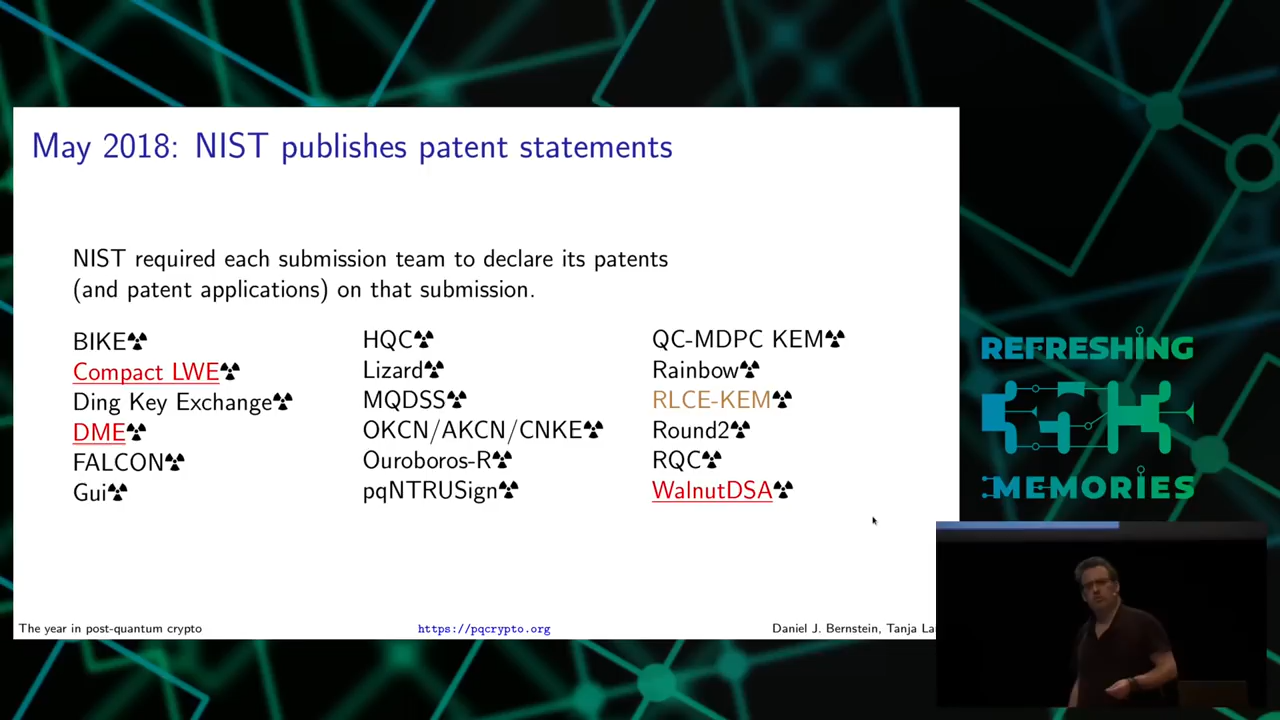 May 2018: NIST publishes patent statements
NIST required each submission team to declare its patents
(and patent applications) on that submission.
BIKE☢
Compact LWE☢
Ding Key Exchange☢
DME☢
FALCON☢
Gui☢
HQC☢
Lizard☢
MQDSS☢
OKCN/AKCN/CNKE☢
Ouroboros-R☢
pqNTRUSign☢
QC-MDPC KEM☢
Rainbow☢
RLCE-KEM☢
Round2☢
RQC☢
WalnutDSA☢
The year in post-quantum crypto
https://pqcrypto.org
Daniel J. Bernstein, Tanja La
REFRESHING
35C3
MEMORIES